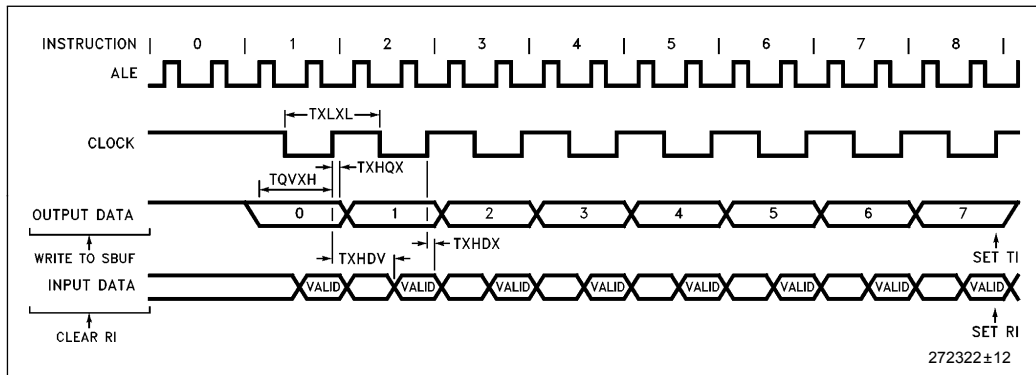 INSTRUCTION | 0 | 1 | 2 | 3 | 4 | 5 | 6 | 7 | 8 |
ALE
TXLXL
CLOCK
TXHQX
TQVXH
OUTPUT DATA 0 1 2 3 4 5 6 7
WRITE TO SBUF
TXHDX
TXHDV
SET TI
INPUT DATA VALID VALID VALID VALID VALID VALID VALID VALID
CLEAR RI
SET RI
272322±12